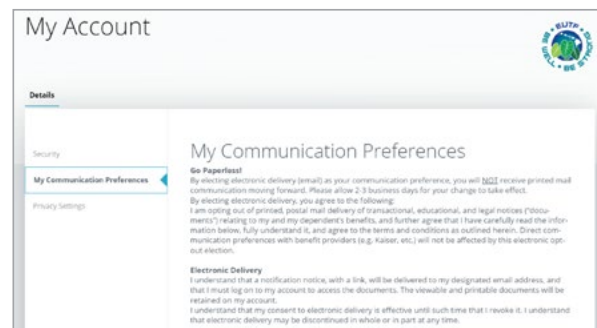 My Account
EUTF
BE WELL • BE STRONG
Details
Security
My Communication Preferences
Privacy Settings
My Communication Preferences
Go Paperless!
By electing electronic delivery (email) as your communication preference, you will NOT receive printed mail
communication moving forward. Please allow 2-3 business days for your change to take effect.
By electing electronic delivery, you agree to the following:
I am opting out of printed, postal mail delivery of transactional, educational, and legal notices ("docu-
ments") relating to my and my dependent's benefits, and further agree that I have carefully read the infor-
mation below, fully understand it, and agree to the terms and conditions as outlined herein. Direct com-
munication preferences with benefit providers (e.g. Kaiser, etc.) will not be affected by this electronic opt-
out election.
Electronic Delivery
I understand that a notification notice, with a link, will be delivered to my designated email address, and
that I must log on to my account to access the documents. The viewable and printable documents will be
retained on my account.
I understand that my consent to electronic delivery is effective until such time that I revoke it. I understand
that electronic delivery may be discontinued in whole or in part at any time.